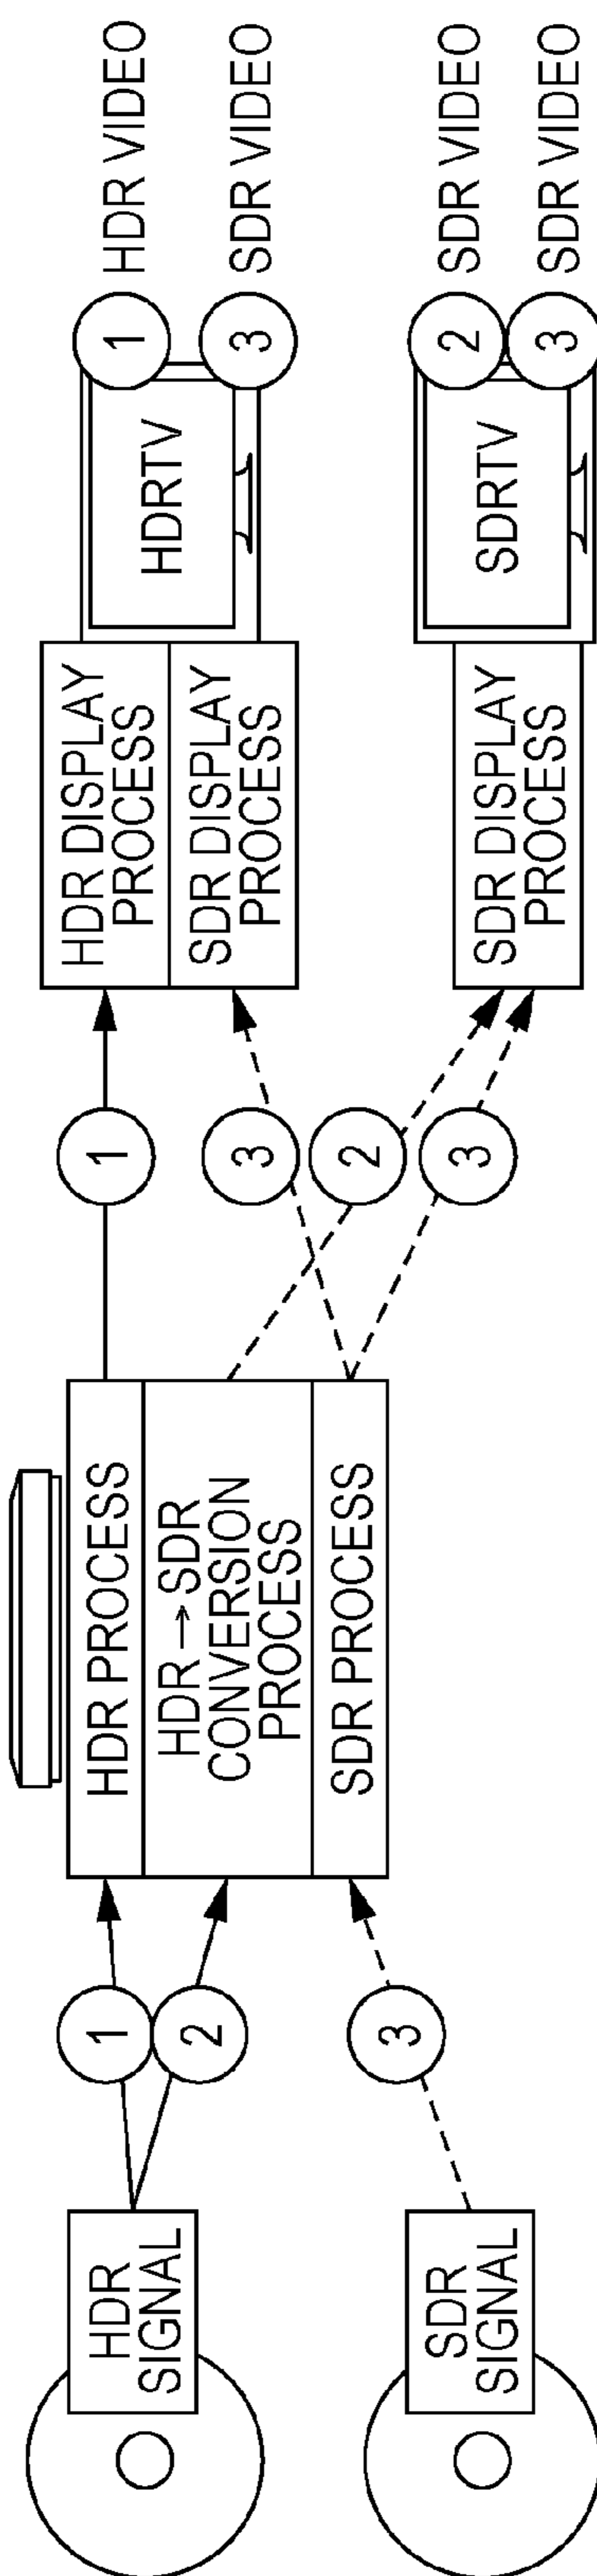 HDR
SIGNAL
SDR
SIGNAL
1
2
3
HDR PROCESS
HDR→SDR
CONVERSION
PROCESS
SDR PROCESS
1
3
2
3
HDR DISPLAY
PROCESS
SDR DISPLAY
PROCESS
SDR DISPLAY
PROCESS
HDRTV
SDRTV
1
HDR VIDEO
3
SDR VIDEO
2
SDR VIDEO
3
SDR VIDEO